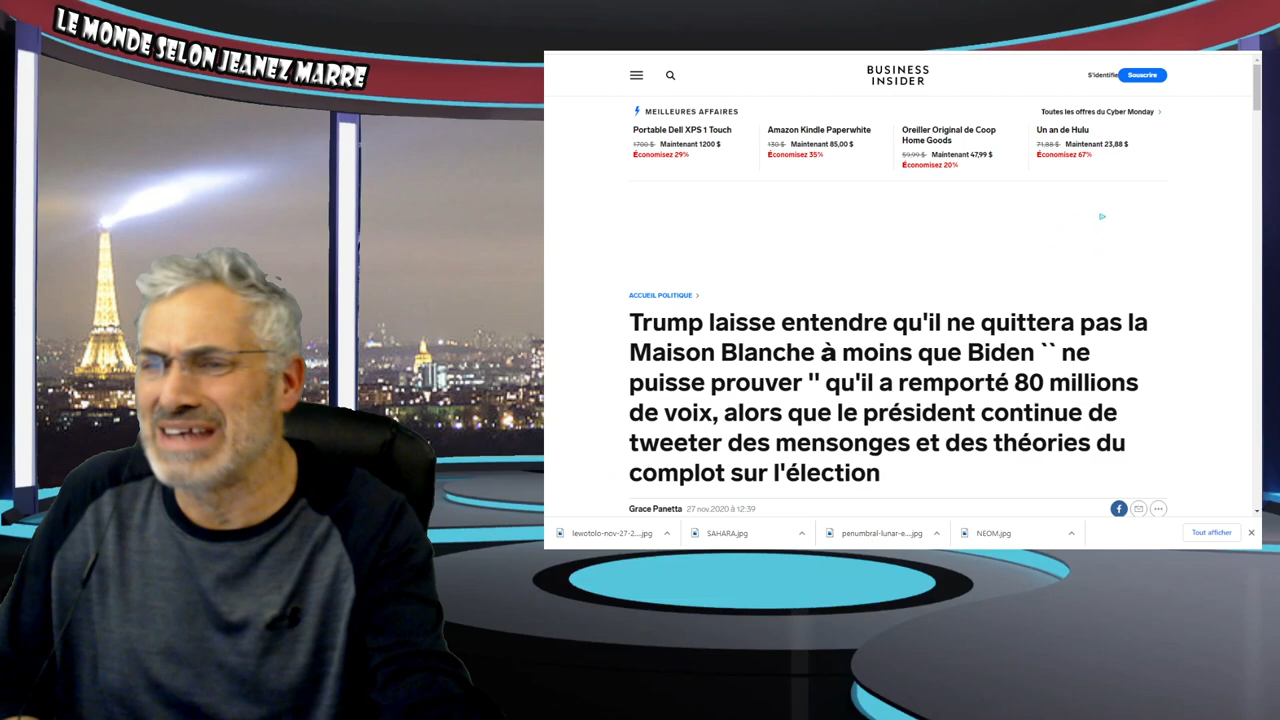 LE MONDE SELON JEANEZ MARRE
BUSINESS
INSIDER
S'identifie
Souscrire
MEILLEURES AFFAIRES
Toutes les offres du Cyber Monday
Portable Dell XPS 1 Touch
1700 $ Maintenant 1200 $
Économisez 29%
Amazon Kindle Paperwhite
130 $ Maintenant 85,00 $
Économisez 35%
Oreiller Original de Coop
Home Goods
59,99 $ Maintenant 47,99 $
Économisez 20%
Un an de Hulu
71,88 $ Maintenant 23,88 $
Économisez 67%
ACCUEIL POLITIQUE
Trump laisse entendre qu'il ne quittera pas la
Maison Blanche à moins que Biden `` ne
puisse prouver '' qu'il a remporté 80 millions
de voix, alors que le président continue de
tweeter des mensonges et des théories du
complot sur l'élection
Grace Panetta 27 nov.2020 à 12:39
lewotolo-nov-27-2....jpg
SAHARA.jpg
penumbral-lunar-e....jpg
NEOM.jpg
Tout afficher